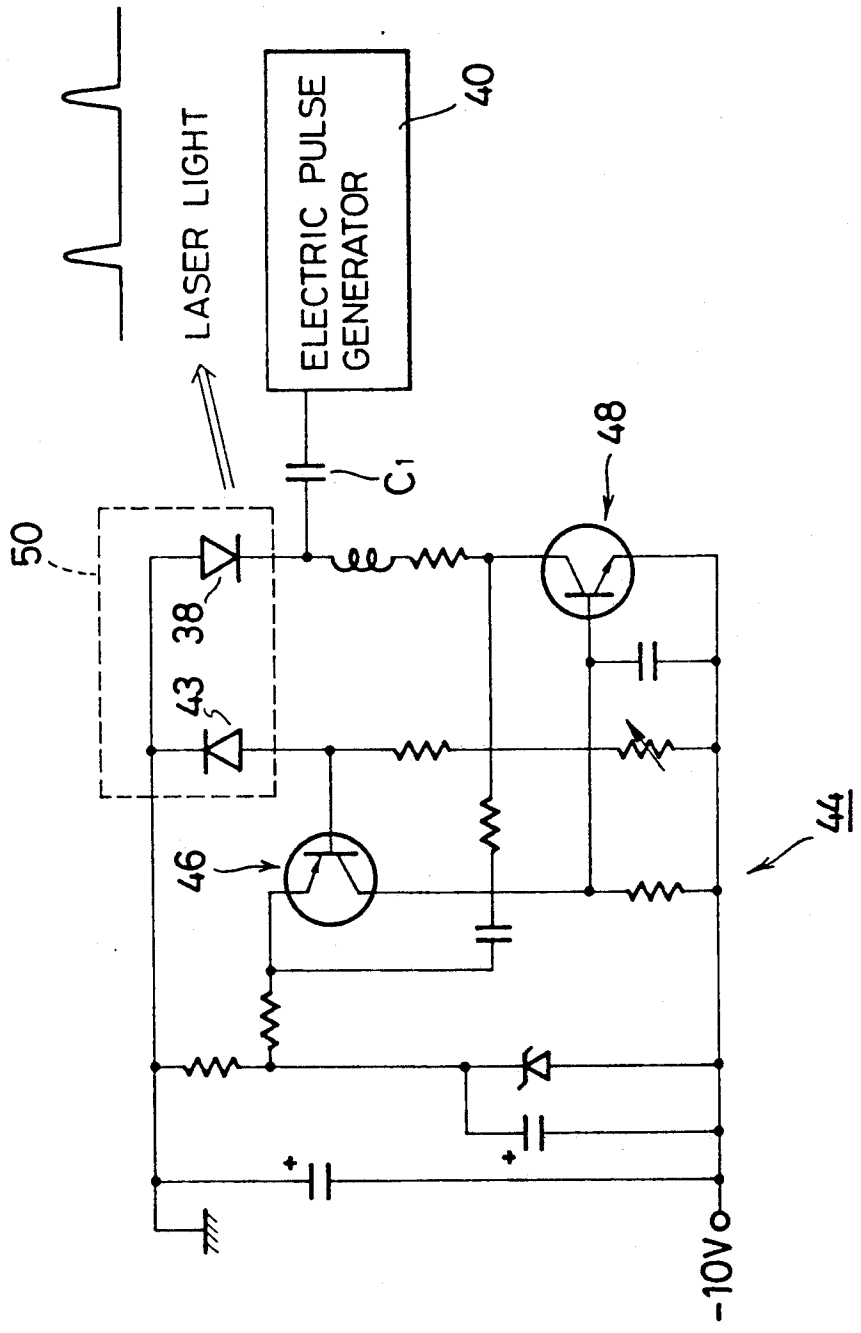 50
LASER LIGHT
43
38
46
C1
ELECTRIC PULSE
GENERATOR
40
48
+
+
-10V
44